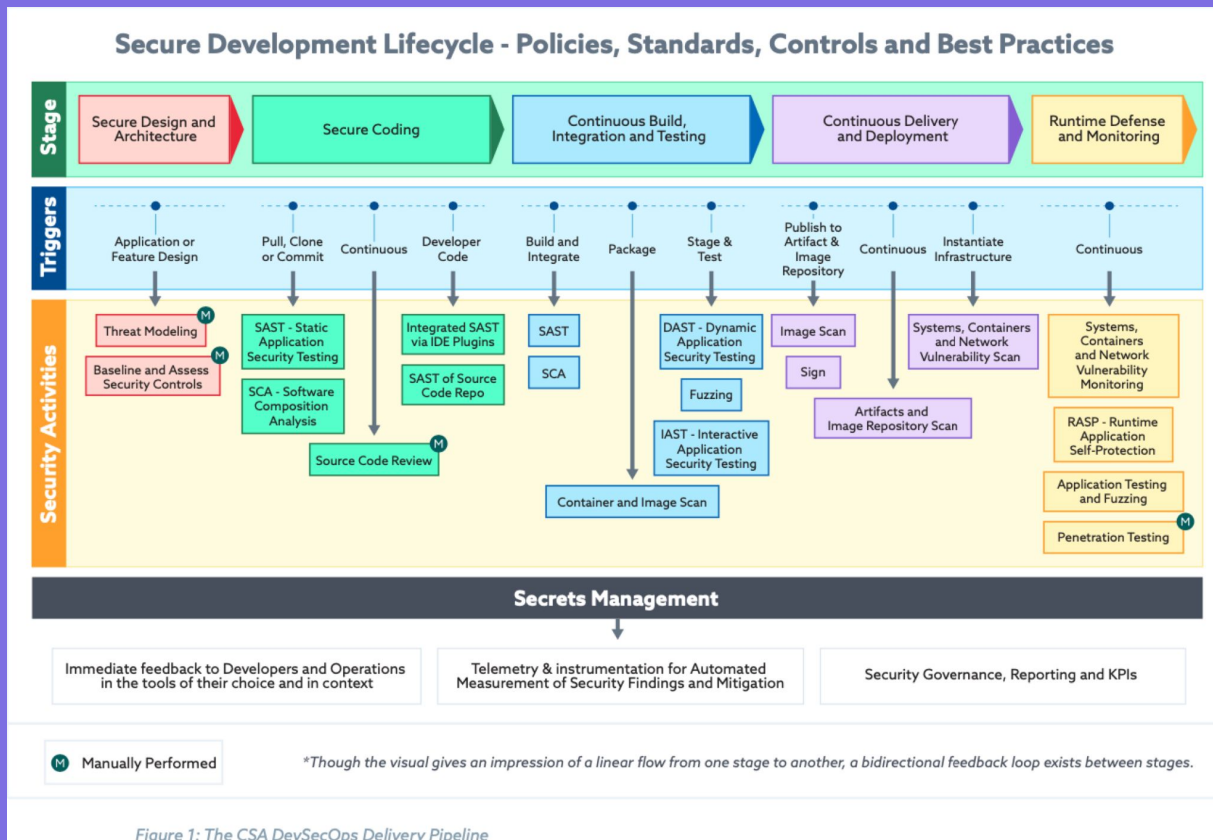 Secure Development Lifecycle - Policies, Standards, Controls and Best Practices
Stage
Secure Design and
Architecture
Secure Coding
Continuous Build,
Integration and Testing
Continuous Delivery
and Deployment
Runtime Defense
and Monitoring
Triggers
Application or
Feature Design
Pull, Clone
or Commit
Continuous
Developer
Code
Build and
Integrate
Package
Stage &
Test
Publish to
Artifact &
Image
Repository
Continuous
Instantiate
Infrastructure
Continuous
Security Activities
Threat Modeling
M
Baseline and Assess
Security Controls
M
SAST - Static
Application
Security Testing
SCA - Software
Composition
Analysis
Source Code Review
M
Integrated SAST
via IDE Plugins
SAST of Source
Code Repo
SAST
SCA
Container and Image Scan
DAST - Dynamic
Application
Security Testing
Fuzzing
IAST - Interactive
Application
Security Testing
Image Scan
Sign
Artifacts and
Image Repository Scan
Systems, Containers
and Network
Vulnerability Scan
Systems,
Containers
and Network
Vulnerability
Monitoring
RASP - Runtime
Application
Self-Protection
Application Testing
and Fuzzing
Penetration Testing
M
Secrets Management
Immediate feedback to Developers and Operations
in the tools of their choice and in context
Telemetry & instrumentation for Automated
Measurement of Security Findings and Mitigation
Security Governance, Reporting and KPIs
M Manually Performed
*Though the visual gives an impression of a linear flow from one stage to another, a bidirectional feedback loop exists between stages.
Figure 1: The CSA DevSecOps Delivery Pipeline